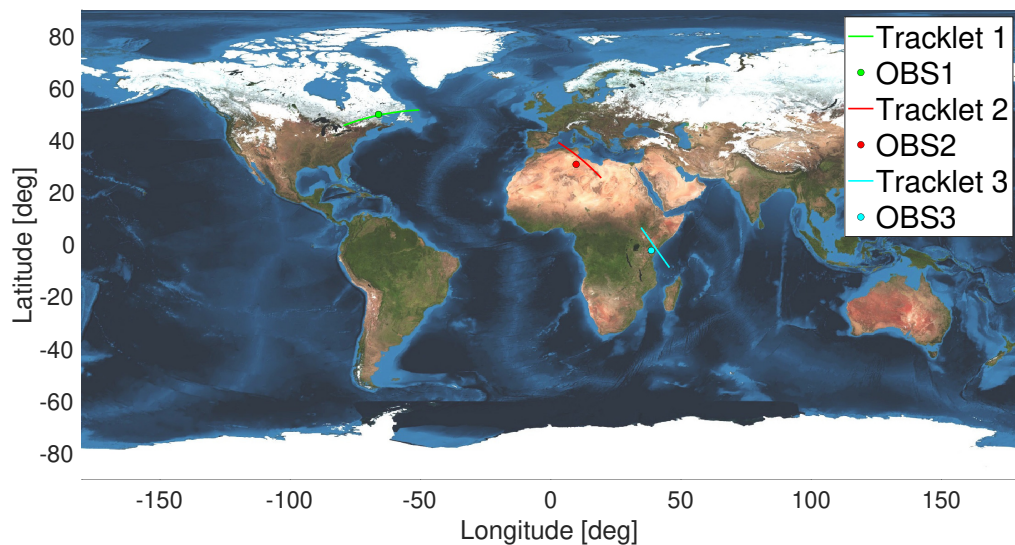 80
60
40
20
0
-20
-40
-60
-80
Latitude [deg]
-150
-100
-50
0
50
100
150
Longitude [deg]
Tracklet 1
OBS1
Tracklet 2
OBS2
Tracklet 3
OBS3